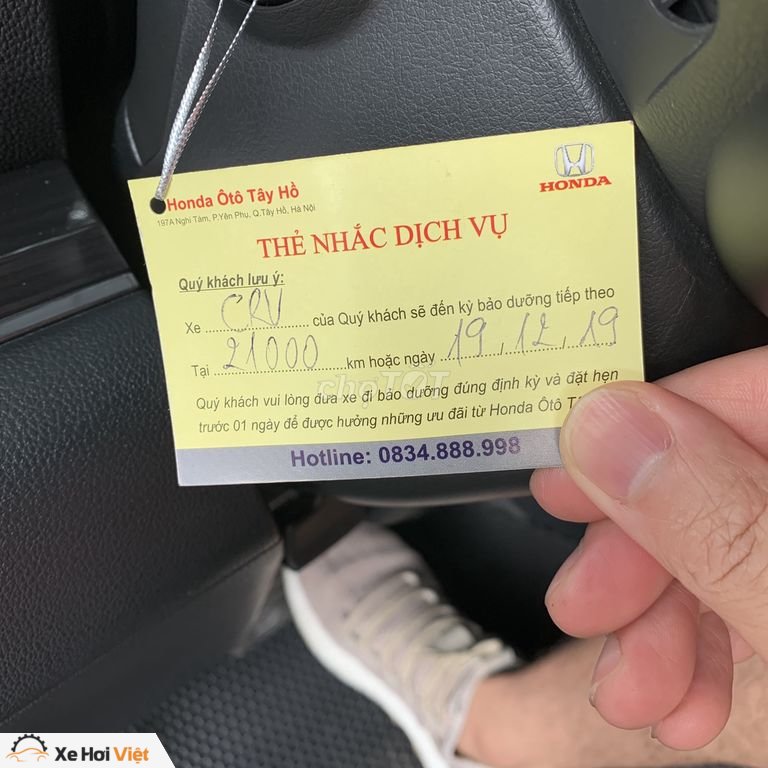 Honda Ôtô Tây Hồ
197A Nghi Tàm, P.Yên Phụ, Q.Tây Hồ, Hà Nội
HONDA
THẺ NHẮC DỊCH VỤ
Quý khách lưu ý:
Xe CRV của Quý khách sẽ đến kỳ bảo dưỡng tiếp theo
Tại 21000 km hoặc ngày 19, 12, 19
chợTỐT
Quý khách vui lòng đưa xe đi bảo dưỡng đúng định kỳ và đặt hẹn
trước 01 ngày để được hưởng những ưu đãi từ Honda Ôtô
Hotline: 0834.888.998
Xe Hơi Việt